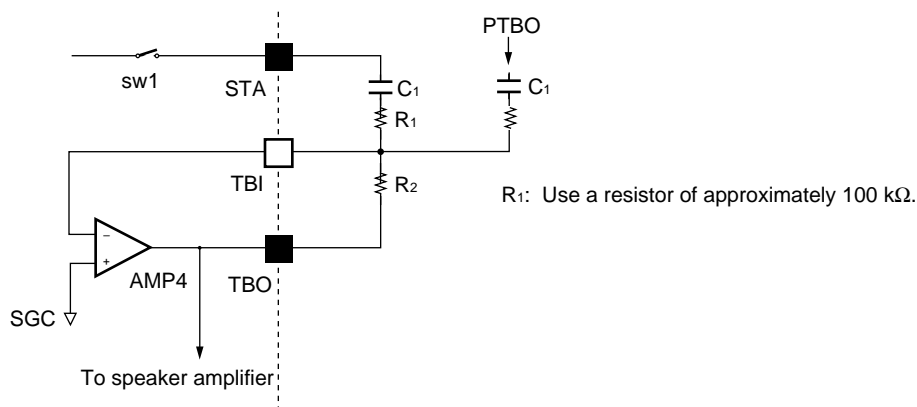 PTBO
sw1
STA
C1
C1
R1
TBI
R2
R1: Use a resistor of approximately 100 kΩ.
−
+
AMP4
TBO
SGC
To speaker amplifier